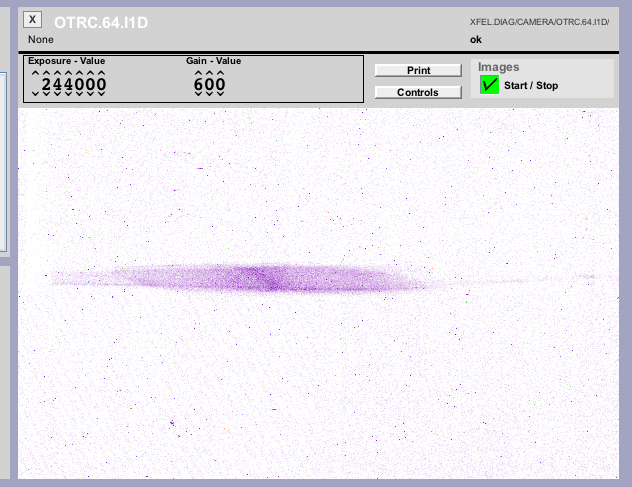 X OTRC.64.I1D XFEL.DIAG/CAMERA/OTRC.64.I1D/
None ok
Exposure - Value Gain - Value
244000 600
Print
Controls
Images
Start / Stop